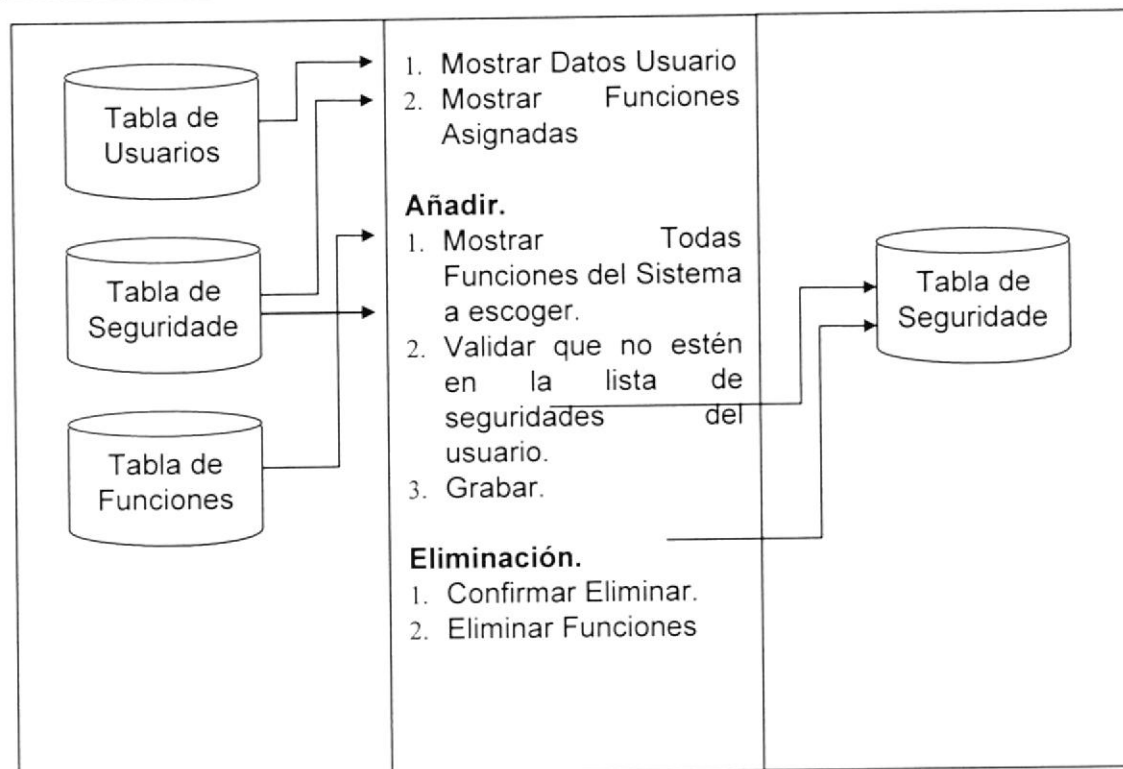 Tabla de
Usuarios
Tabla de
Seguridade
Tabla de
Funciones
1. Mostrar Datos Usuario
2. Mostrar Funciones
Asignadas
Añadir.
1. Mostrar Todas
Funciones del Sistema
a escoger.
2. Validar que no estén
en la lista de
seguridades del
usuario.
3. Grabar.
Eliminación.
1. Confirmar Eliminar.
2. Eliminar Funciones
Tabla de
Seguridade